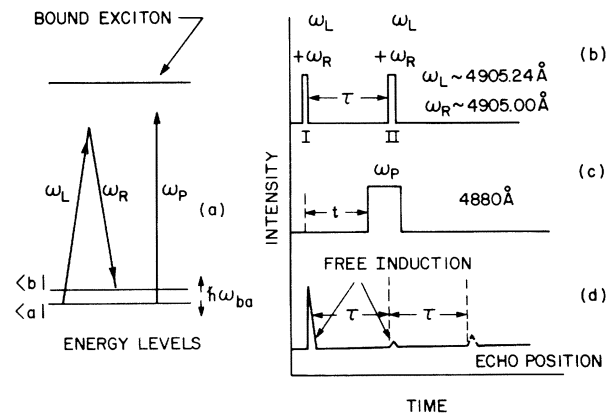 BOUND EXCITON
ω_L
ω_R
ω_P
(a)
<b|
<a|
ħω_ba
ENERGY LEVELS
ω_L ω_L
+ω_R +ω_R
(b)
τ
ω_L ~ 4905.24Å
ω_R ~ 4905.00Å
I II
ω_P
(c)
t
4880Å
INTENSITY
FREE INDUCTION
(d)
τ τ
ECHO POSITION
TIME